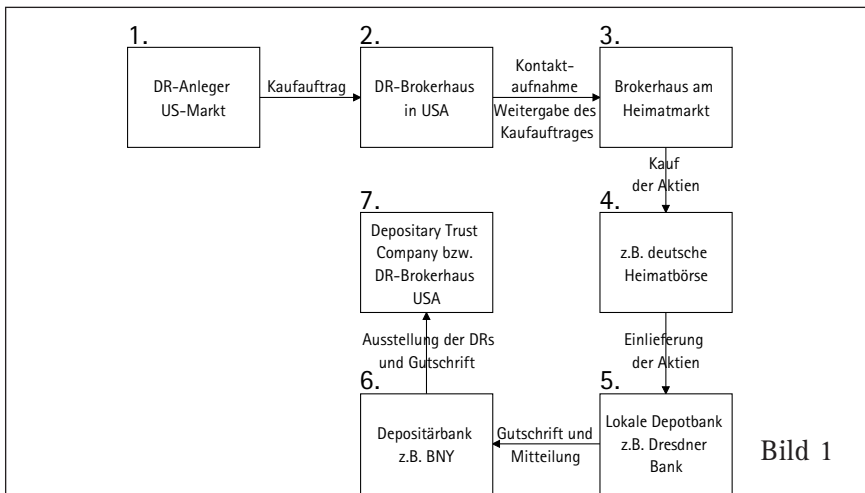 1.
DR-Anleger
US-Markt
Kaufauftrag
2.
DR-Brokerhaus
in USA
Kontakt-
aufnahme
Weitergabe des
Kaufauftrages
3.
Brokerhaus am
Heimatmarkt
Kauf
der Aktien
4.
z.B. deutsche
Heimatbörse
Einlieferung
der Aktien
5.
Lokale Depotbank
z.B. Dresdner
Bank
Gutschrift und
Mitteilung
6.
Depositärbank
z.B. BNY
Ausstellung der DRs
und Gutschrift
7.
Depositary Trust
Company bzw.
DR-Brokerhaus
USA
Bild 1